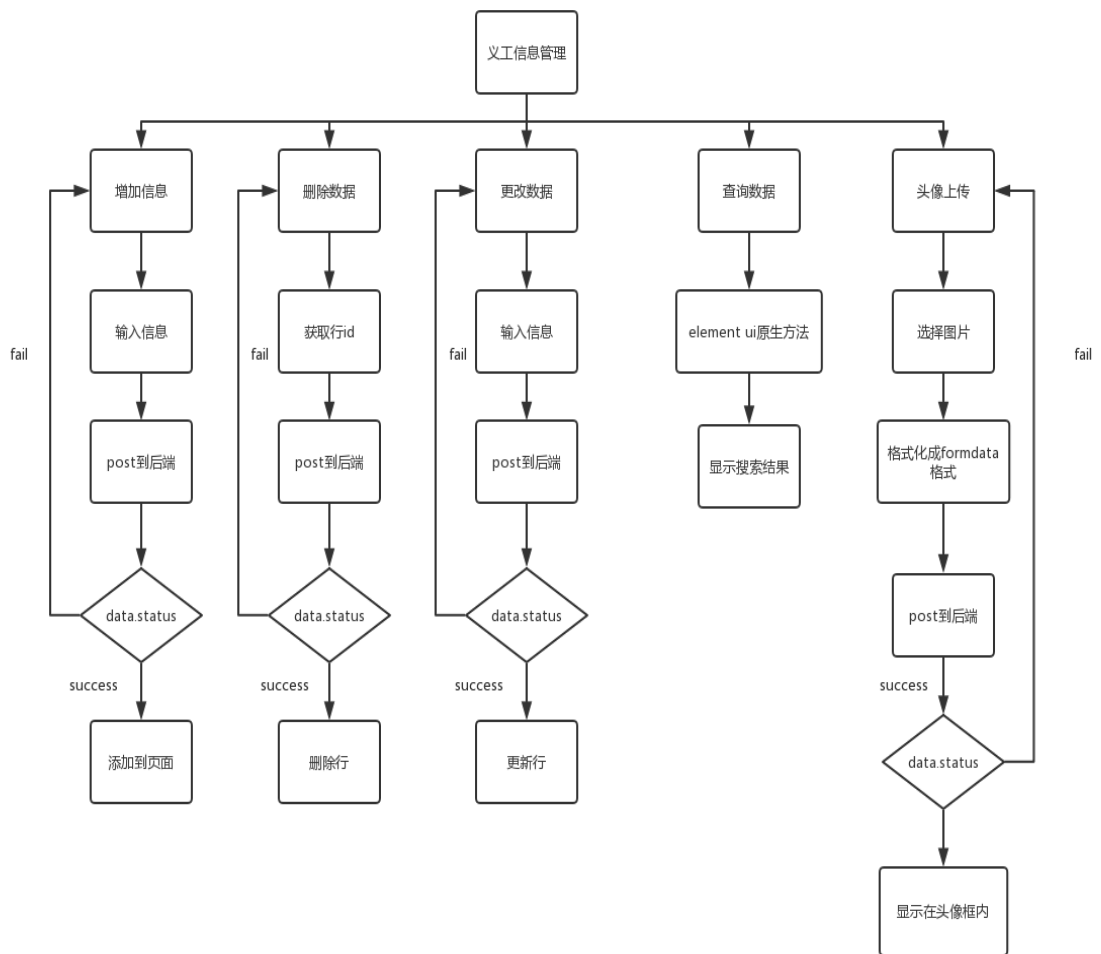 义工信息管理
增加信息
删除数据
更改数据
查询数据
头像上传
输入信息
获取行id
输入信息
element ui原生方法
选择图片
fail
fail
fail
fail
post到后端
post到后端
post到后端
显示搜索结果
格式化成formdata
格式
data.status
data.status
data.status
post到后端
success
success
success
success
添加到页面
删除行
更新行
data.status
显示在头像框内